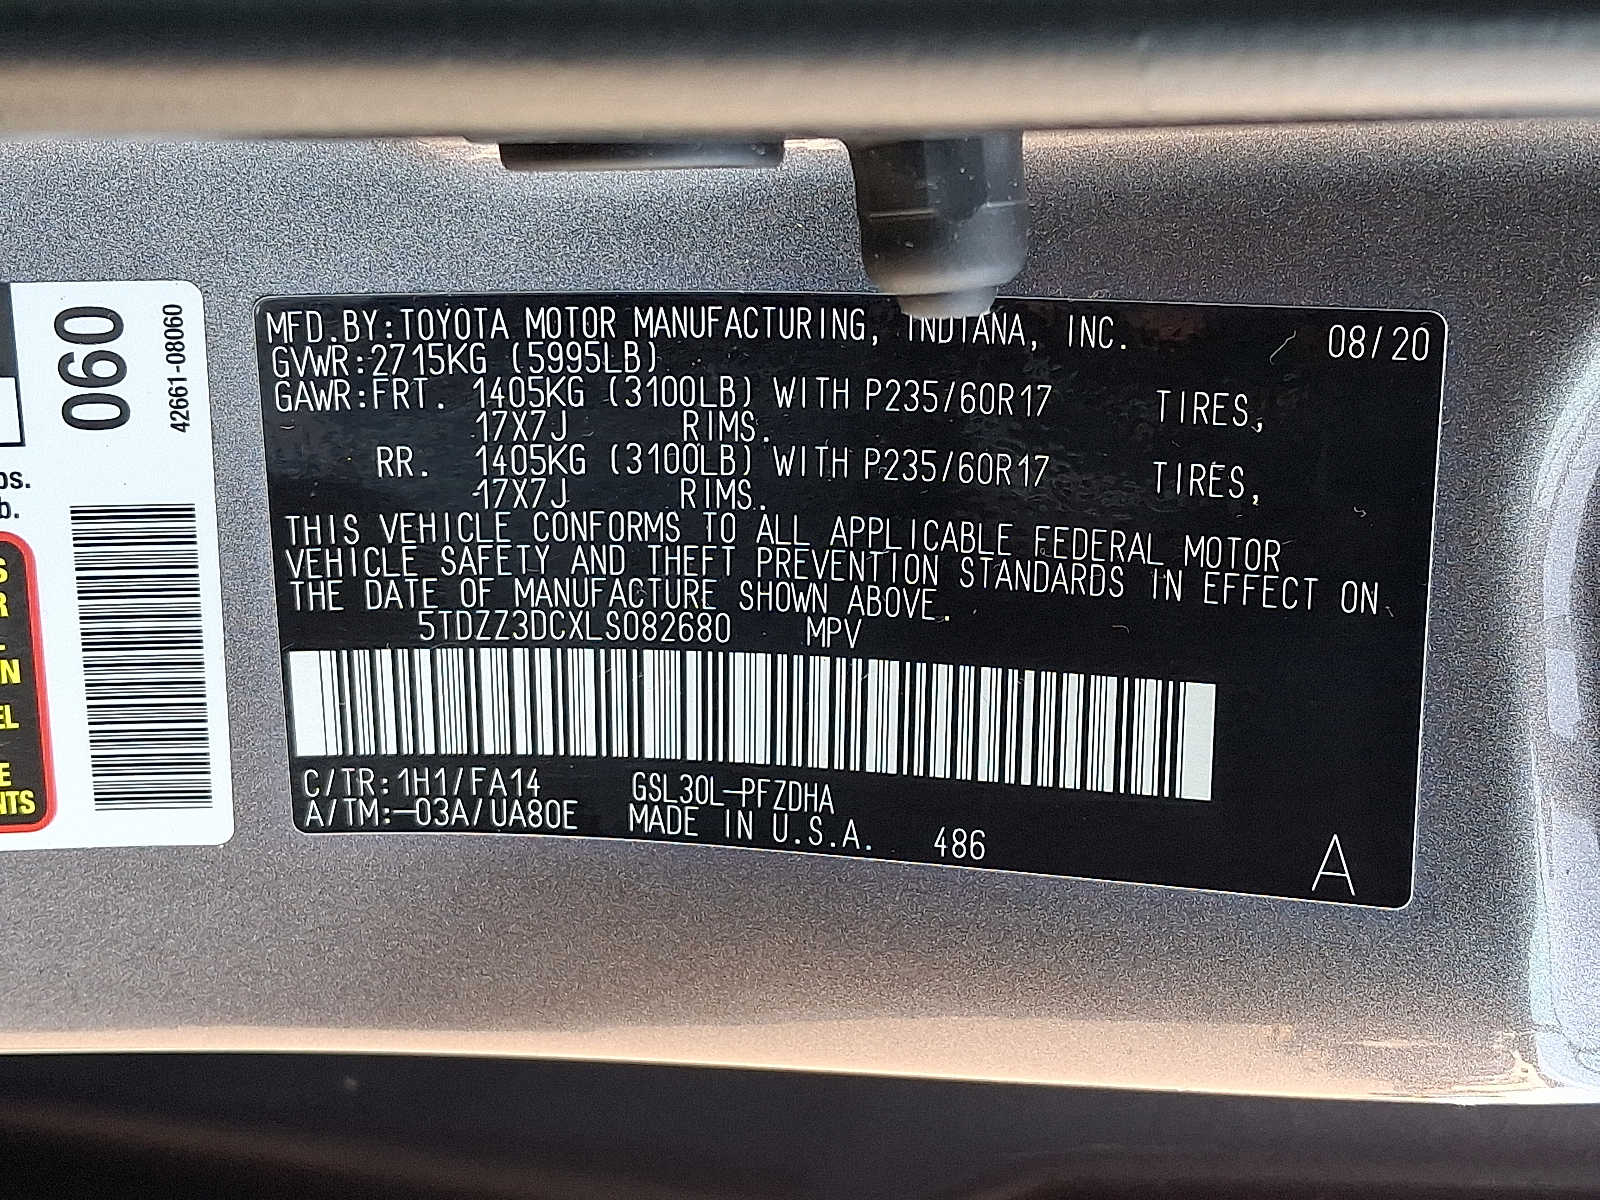 MFD.BY:TOYOTA MOTOR MANUFACTURING, INDIANA, INC. 08/20
GVWR:2715KG (5995LB)
GAWR:FRT. 1405KG (3100LB) WITH P235/60R17 TIRES,
17X7J RIMS.
RR. 1405KG (3100LB) WITH P235/60R17 TIRES,
17X7J RIMS.
THIS VEHICLE CONFORMS TO ALL APPLICABLE FEDERAL MOTOR
VEHICLE SAFETY AND THEFT PREVENTION STANDARDS IN EFFECT ON
THE DATE OF MANUFACTURE SHOWN ABOVE.
5TDZZ3DCXLS082680 MPV
C/TR:1H1/FA14 GSL30L-PFZDHA
A/TM:-03A/UA80E MADE IN U.S.A. 486
A
060
42661-08060